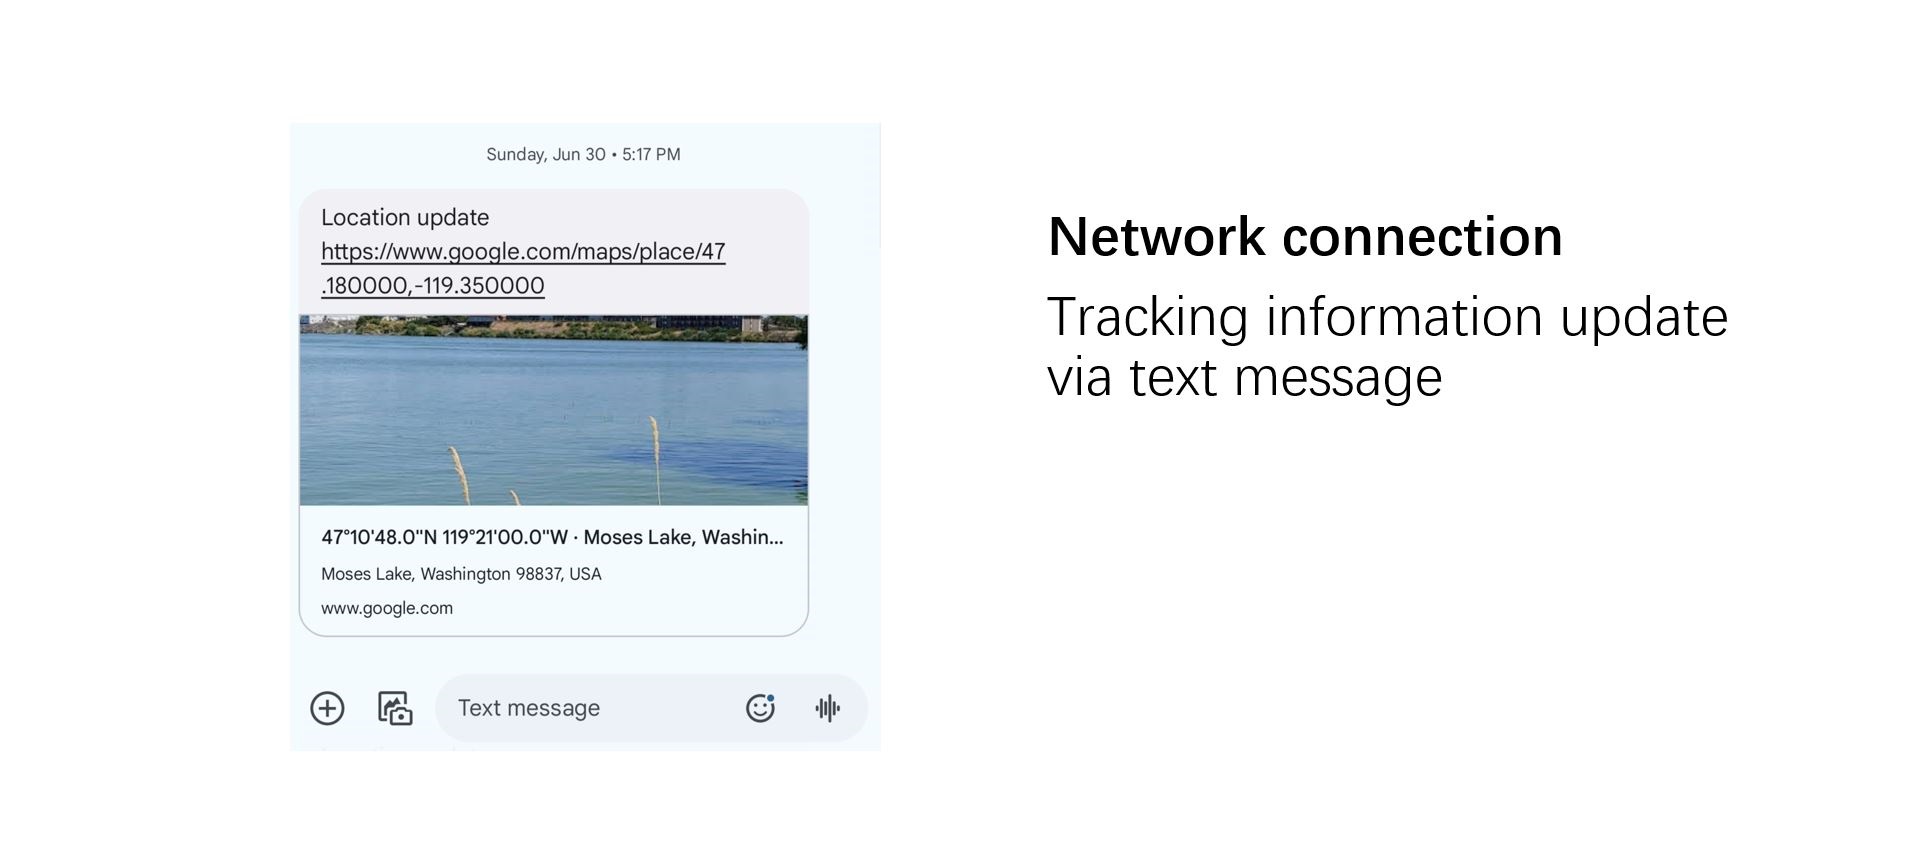 Sunday, Jun 30 • 5:17 PM
Location update
https://www.google.com/maps/place/47
.180000,-119.350000
47°10'48.0"N 119°21'00.0"W · Moses Lake, Washin...
Moses Lake, Washington 98837, USA
www.google.com
Text message
Network connection
Tracking information update
via text message